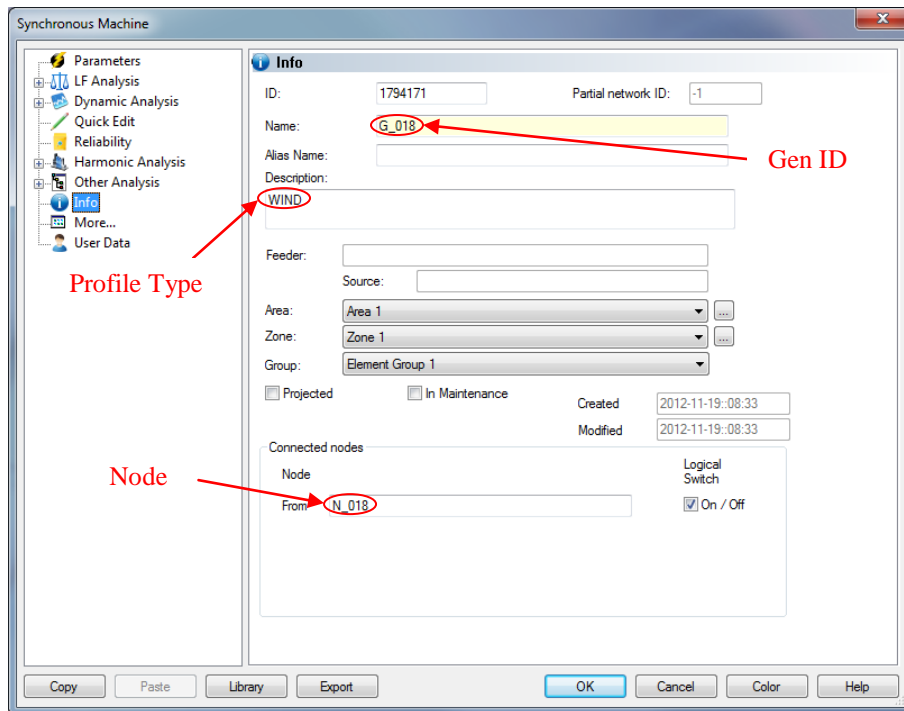 Synchronous Machine
Parameters
LF Analysis
Dynamic Analysis
Quick Edit
Reliability
Harmonic Analysis
Other Analysis
Info
More...
User Data
Profile Type
Info
ID: 1794171 Partial network ID: -1
Name: G_018
Gen ID
Alias Name:
Description:
WIND
Feeder:
Source:
Area: Area 1 ...
Zone: Zone 1 ...
Group: Element Group 1
Projected In Maintenance
Created 2012-11-19::08:33
Modified 2012-11-19::08:33
Connected nodes
Node
Node
Logical
Switch
From N_018 On / Off
Copy Paste Library Export OK Cancel Color Help